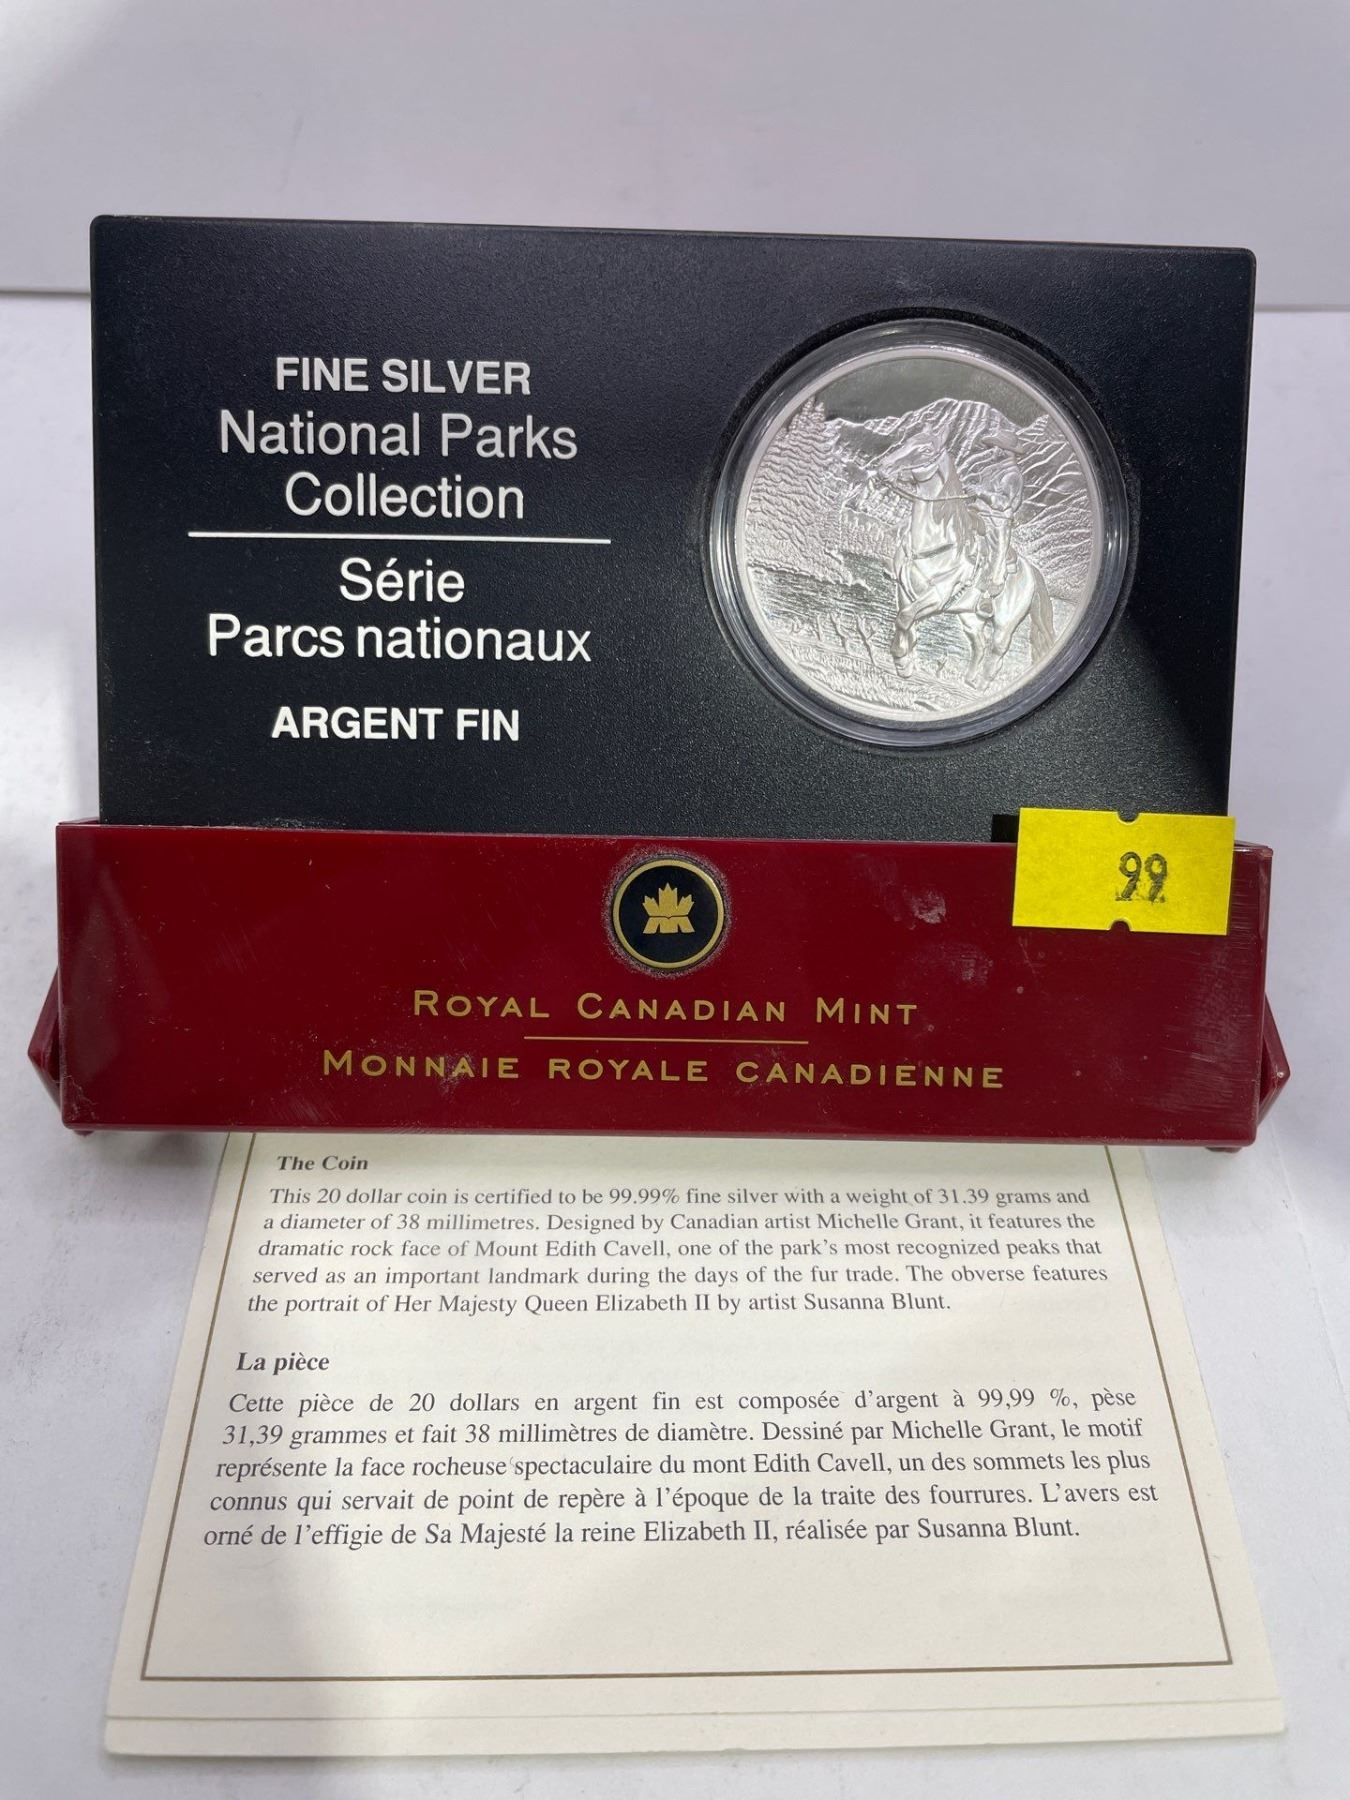 FINE SILVER
National Parks
Collection
Série
Parcs nationaux
ARGENT FIN
99
ROYAL CANADIAN MINT
MONNAIE ROYALE CANADIENNE
The Coin
This 20 dollar coin is certified to be 99.99% fine silver with a weight of 31.39 grams and
a diameter of 38 millimetres. Designed by Canadian artist Michelle Grant, it features the
dramatic rock face of Mount Edith Cavell, one of the park's most recognized peaks that
served as an important landmark during the days of the fur trade. The obverse features
the portrait of Her Majesty Queen Elizabeth II by artist Susanna Blunt.
La pièce
Cette pièce de 20 dollars en argent fin est composée d'argent à 99,99 %, pèse
31,39 grammes et fait 38 millimètres de diamètre. Dessiné par Michelle Grant, le motif
représente la face rocheuse spectaculaire du mont Edith Cavell, un des sommets les plus
connus qui servait de point de repère à l'époque de la traite des fourrures. L'avers est
orné de l'effigie de Sa Majesté la reine Elizabeth II, réalisée par Susanna Blunt.